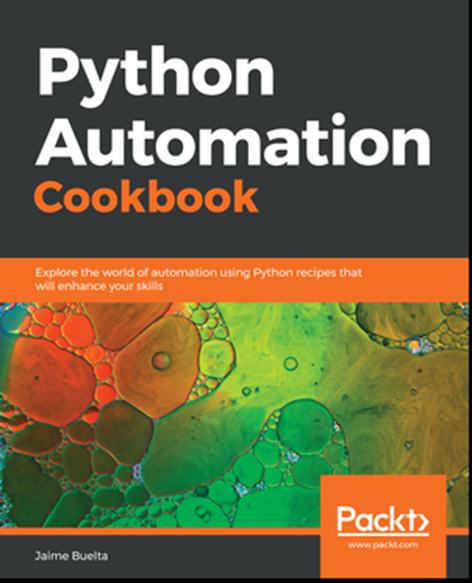 Python
Automation
Cookbook
Explore the world of automation using Python recipes that
will enhance your skills
Packt>
www.packt.com
Jaime Buelta